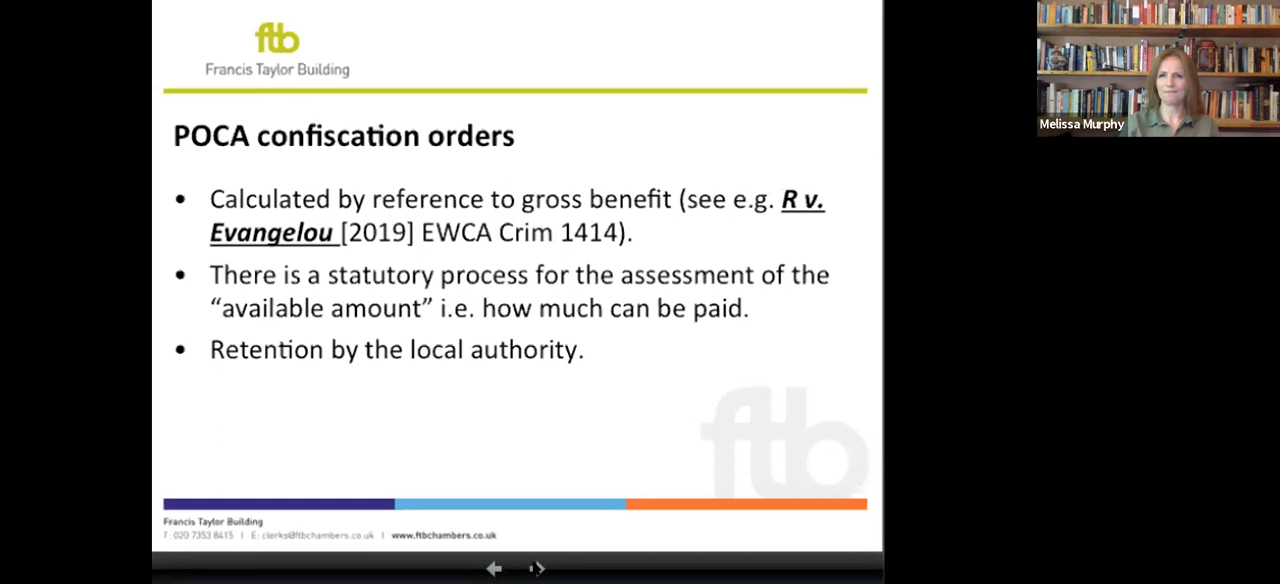 ftb
Francis Taylor Building
Melissa Murphy
POCA confiscation orders
• Calculated by reference to gross benefit (see e.g. R v.
Evangelou [2019] EWCA Crim 1414).
• There is a statutory process for the assessment of the
“available amount” i.e. how much can be paid.
• Retention by the local authority.
ftb
Francis Taylor Building
T: 020 7353 8415 I E: clerks@ftbchambers.co.uk I www.ftbchambers.co.uk